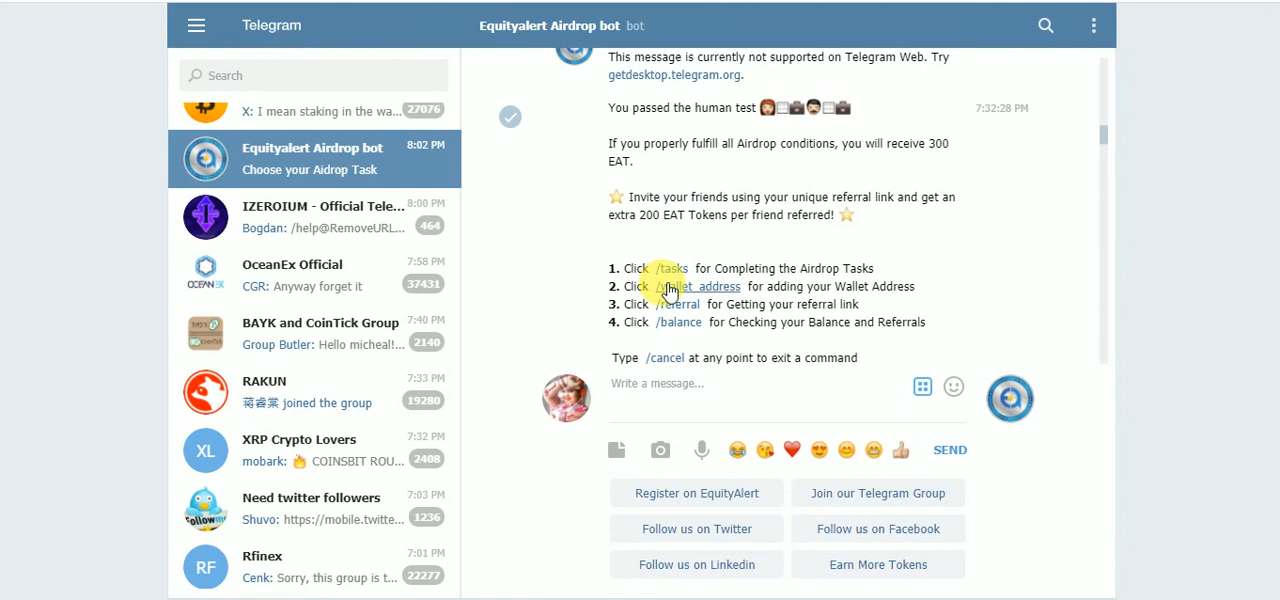 Telegram
Equityalert Airdrop bot bot
Search
X: I mean staking in the wa... 27076
Equityalert Airdrop bot 8:02 PM
Choose your Aidrop Task
IZEROIUM - Official Tele... 8:00 PM
Bogdan: /help@RemoveURL... 464
OceanEx Official 7:58 PM
CGR: Anyway forget it 37431
BAYK and CoinTick Group 7:40 PM
Group Butler: Hello micheal!... 2140
RAKUN 7:33 PM
蒋睿棠 joined the group 19280
XL
XRP Crypto Lovers 7:32 PM
mobark: 🔥 COINSBIT ROU... 2408
Need twitter followers 7:03 PM
Shuvo: https://mobile.twitte... 1236
RF
Rfinex 7:01 PM
Cenk: Sorry, this group is t... 22277
This message is currently not supported on Telegram Web. Try
getdesktop.telegram.org.
You passed the human test 7:32:28 PM
If you properly fulfill all Airdrop conditions, you will receive 300
EAT.
⭐ Invite your friends using your unique referral link and get an
extra 200 EAT Tokens per friend referred! ⭐
1. Click /tasks for Completing the Airdrop Tasks
2. Click /wallet_address for adding your Wallet Address
3. Click /referral for Getting your referral link
4. Click /balance for Checking your Balance and Referrals
Type /cancel at any point to exit a command
Write a message...
SEND
Register on EquityAlert
Join our Telegram Group
Follow us on Twitter
Follow us on Facebook
Follow us on Linkedin
Earn More Tokens